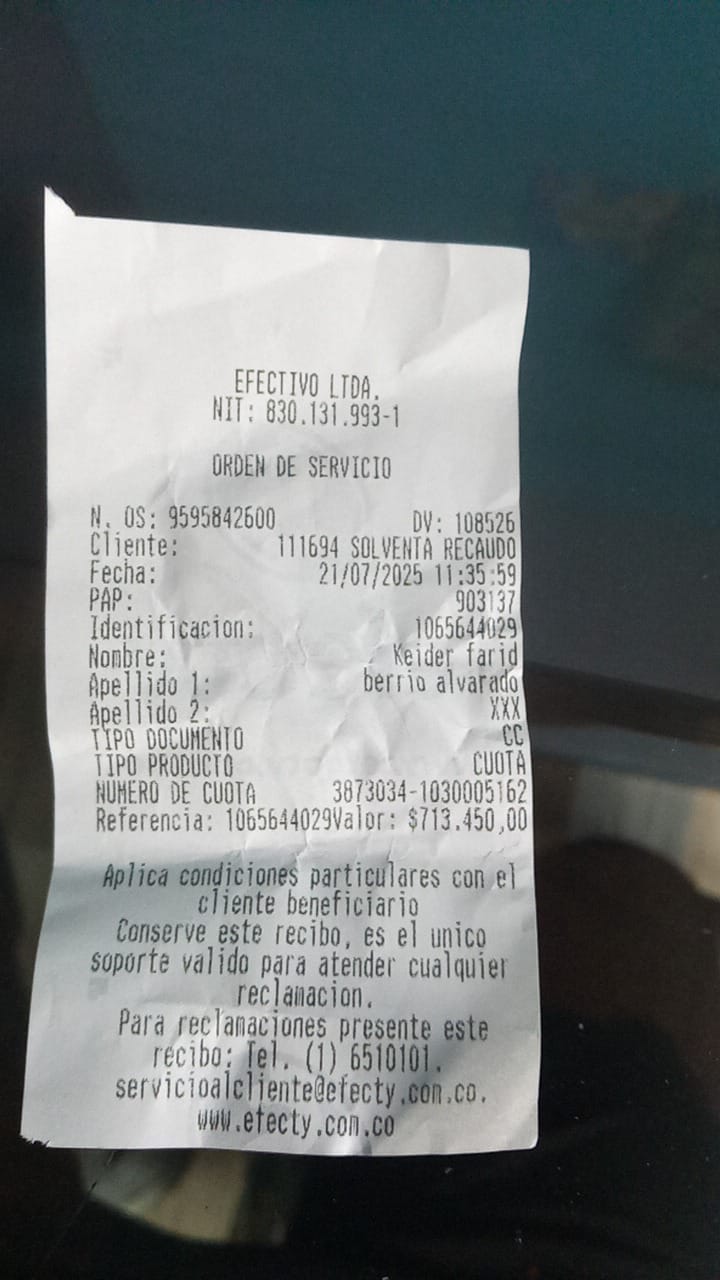 EFECTIVO LTDA.
NIT: 830.131.993-1
ORDEN DE SERVICIO
N. OS: 9595842600 DV: 108526
Cliente: 111694 SOLVENTA RECAUDO
Fecha: 21/07/2025 11:35:59
PAP: 903137
Identificacion: 1065644029
Nombre: Keider farid
Apellido 1: berrio alvarado
Apellido 2: XXX
TIPO DOCUMENTO CC
TIPO PRODUCTO CUOTA
NUMERO DE CUOTA 3873034-1030005162
Referencia: 1065644029Valor: $713.450,00
Aplica condiciones particulares con el
cliente beneficiario
Conserve este recibo, es el unico
soporte valido para atender cualquier
reclamacion.
Para reclamaciones presente este
recibo: Tel. (1) 6510101.
servicioalcliente@efecty.com.co.
www.efecty.com.co